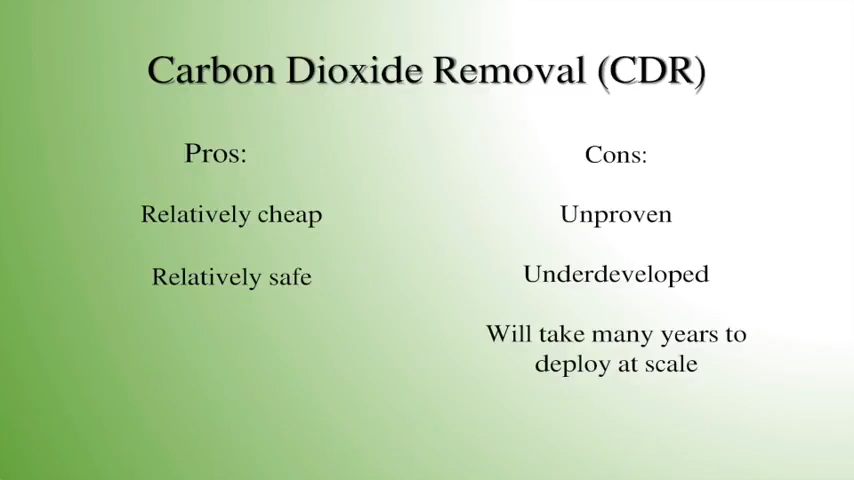 Carbon Dioxide Removal (CDR)
Pros:
Relatively cheap
Relatively safe
Cons:
Unproven
Underdeveloped
Will take many years to
deploy at scale